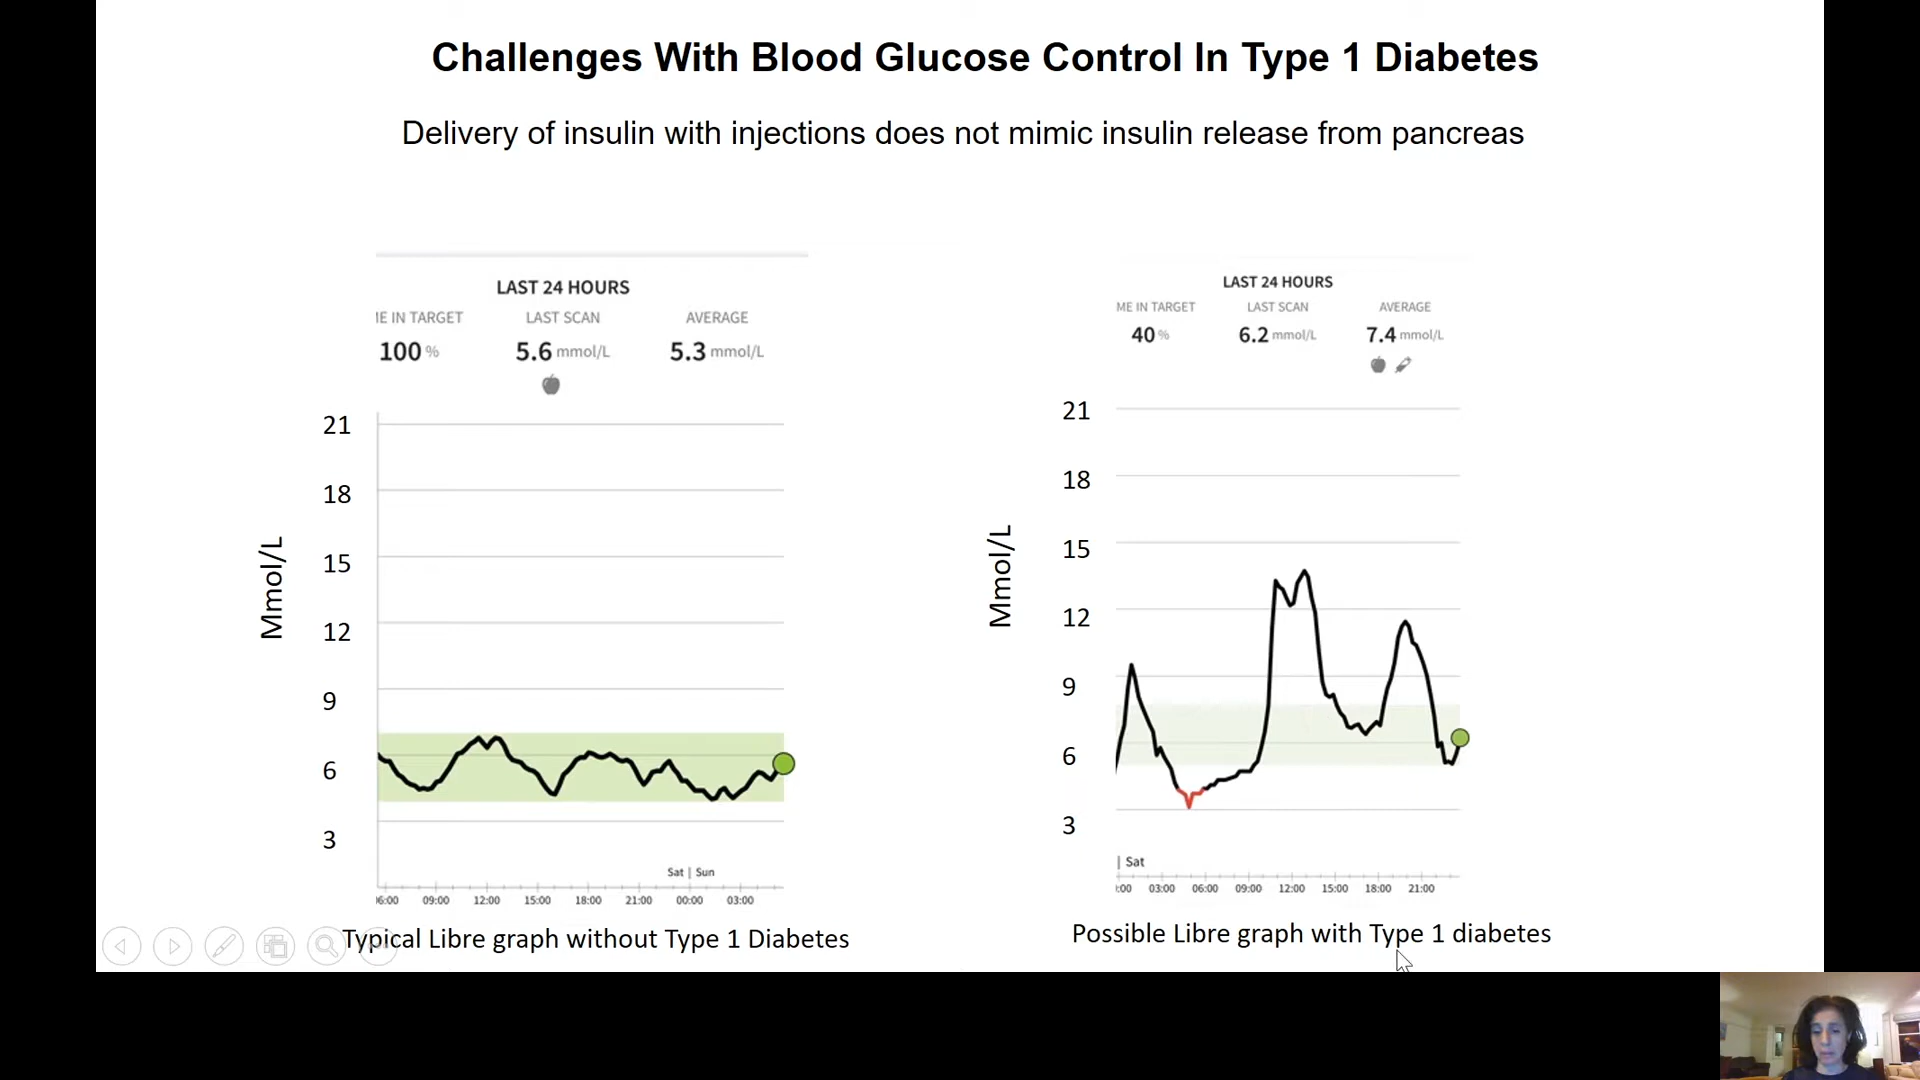 Challenges With Blood Glucose Control In Type 1 Diabetes
Delivery of insulin with injections does not mimic insulin release from pancreas
LAST 24 HOURS
ME IN TARGET LAST SCAN AVERAGE
100 % 5.6 mmol/L 5.3 mmol/L
21
18
15
12
9
6
3
Mmol/L
Sat | Sun
06:00 09:00 12:00 15:00 18:00 21:00 00:00 03:00
Typical Libre graph without Type 1 Diabetes
LAST 24 HOURS
ME IN TARGET LAST SCAN AVERAGE
40 % 6.2 mmol/L 7.4 mmol/L
21
18
15
12
9
6
3
Mmol/L
| Sat
:00 03:00 06:00 09:00 12:00 15:00 18:00 21:00
Possible Libre graph with Type 1 diabetes